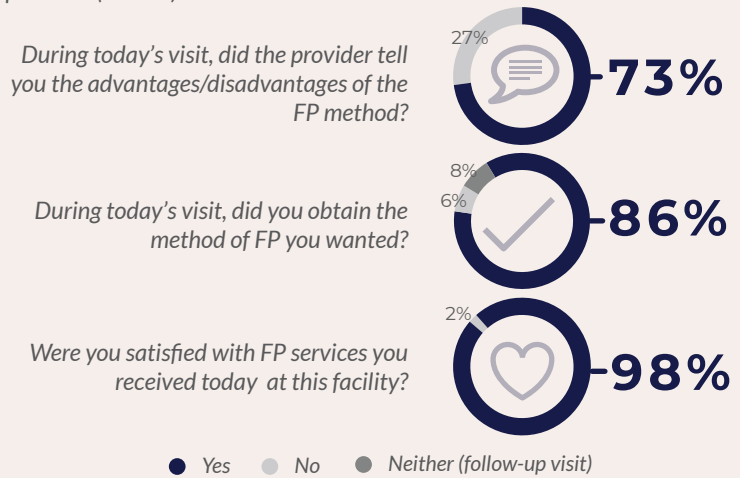 During today's visit, did the provider tell
you the advantages/disadvantages of the
FP method?
27%
73%
During today's visit, did you obtain the
method of FP you wanted?
8%
6%
86%
Were you satisfied with FP services you
received today at this facility?
2%
98%
Yes No Neither (follow-up visit)